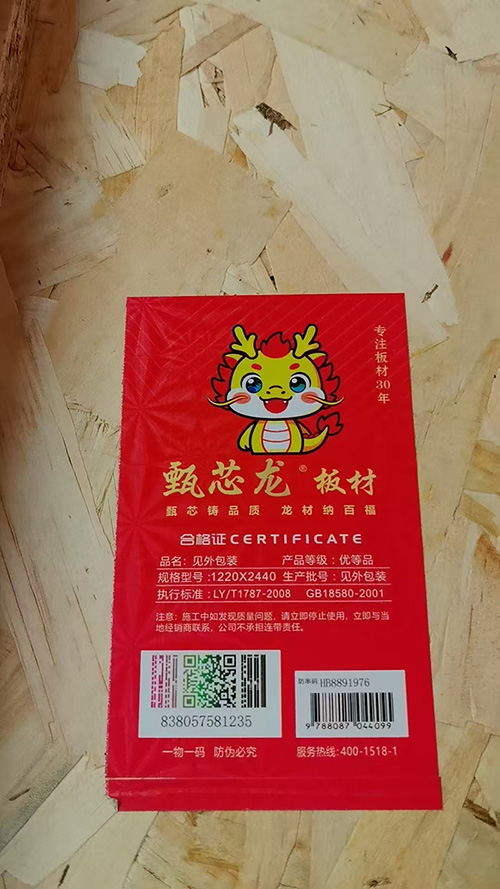 专注板材30年
甄芯龙®板材
甄芯铸品质 龙材纳百福
合格证CERTIFICATE
品名: 见外包装 产品等级: 优等品
规格型号:1220X2440 生产批号: 见外包装
执行标准: LY/T1787-2008 GB18580-2001
注意: 施工中如发现质量问题, 请立即停止使用, 立即与当
地经销商联系, 公司不承担连带责任。
838057581235
防串码 HB8891976
9 788087 044099
一物一码 防伪必究
服务热线: 400-1518-1